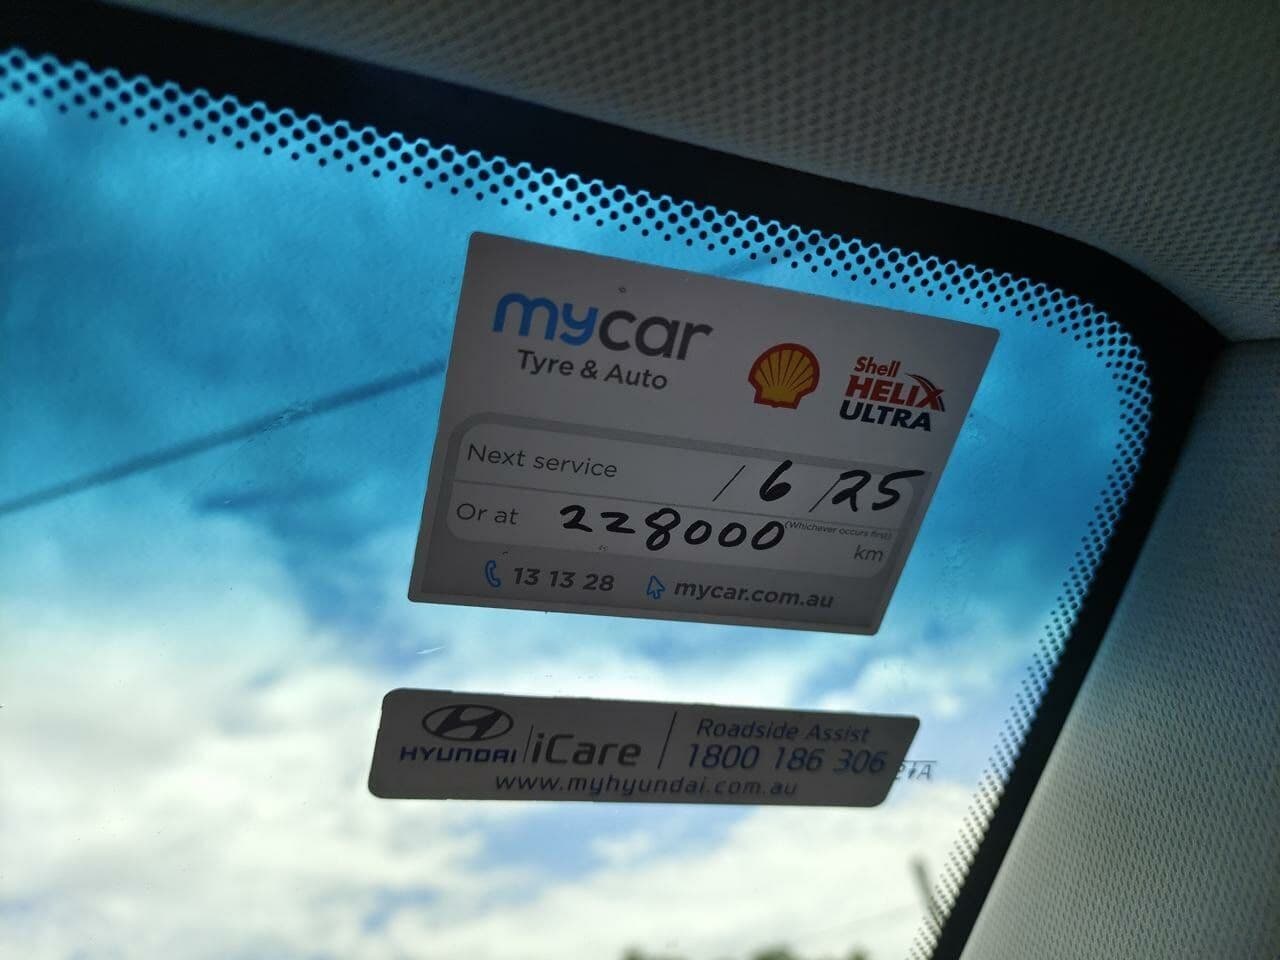 mycar
Tyre & Auto
Shell
HELIX
ULTRA
Next service / 6 / 25
(Whichever occurs first)
Or at 228000 km
13 13 28 mycar.com.au
HYUNDAI iCare Roadside Assist
1800 186 306
www.myhyundai.com.au